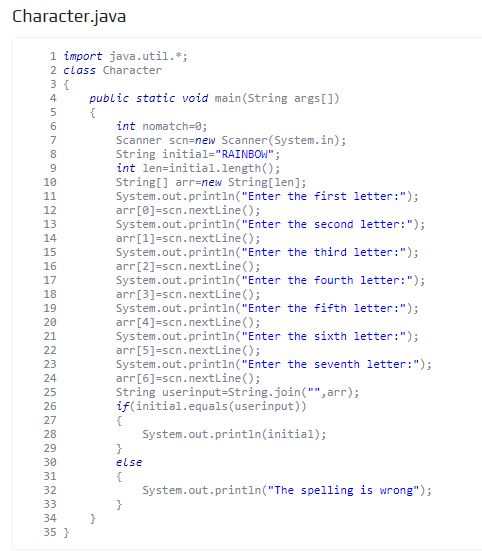 Character.java
1 import java.util.*;
2 class Character
3 {
4     public static void main(String args[])
5     {
6         int nomatch=0;
7         Scanner scn=new Scanner(System.in);
8         String initial="RAINBOW";
9         int len=initial.length();
10         String[] arr=new String[len];
11         System.out.println("Enter the first letter:");
12         arr[0]=scn.nextLine();
13         System.out.println("Enter the second letter:");
14         arr[1]=scn.nextLine();
15         System.out.println("Enter the third letter:");
16         arr[2]=scn.nextLine();
17         System.out.println("Enter the fourth letter:");
18         arr[3]=scn.nextLine();
19         System.out.println("Enter the fifth letter:");
20         arr[4]=scn.nextLine();
21         System.out.println("Enter the sixth letter:");
22         arr[5]=scn.nextLine();
23         System.out.println("Enter the seventh letter:");
24         arr[6]=scn.nextLine();
25         String userinput=String.join("",arr);
26         if(initial.equals(userinput))
27         {
28             System.out.println(initial);
29         }
30         else
31         {
32             System.out.println("The spelling is wrong");
33         }
34     }
35 }